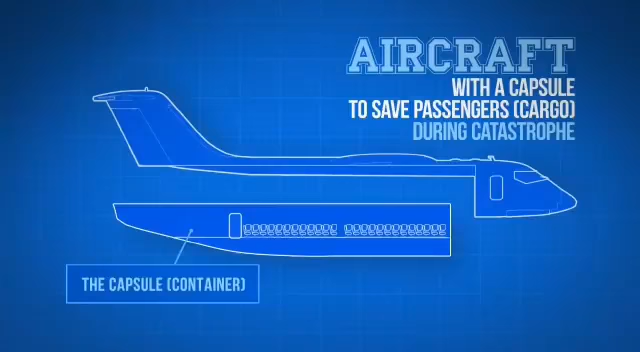 AIRCRAFT
WITH A CAPSULE
TO SAVE PASSENGERS (CARGO)
DURING CATASTROPHE
THE CAPSULE (CONTAINER)